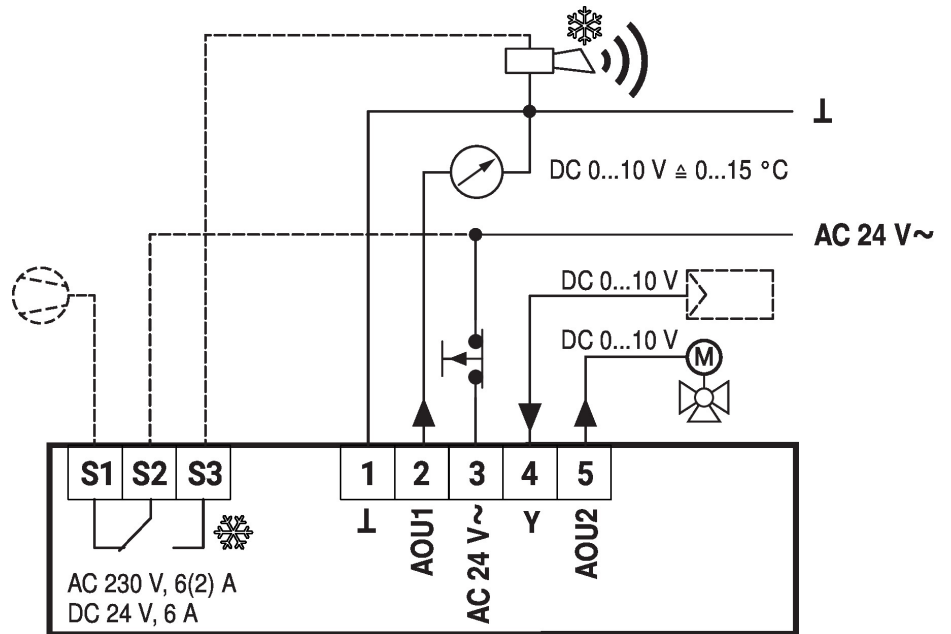 ⊥
DC 0...10 V ≙ 0...15 °C
AC 24 V~
DC 0...10 V
DC 0...10 V
M
S1 S2 S3 1 2 3 4 5
⊥ AOU1 AC 24 V~ Y AOU2
AC 230 V, 6(2) A
DC 24 V, 6 A